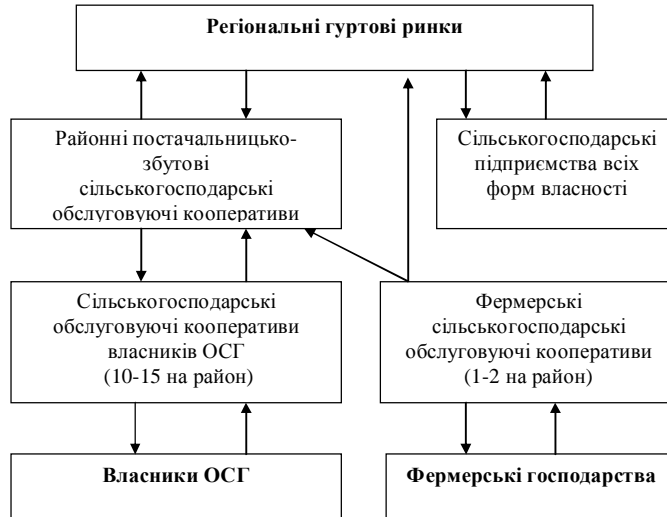 Регіональні гуртові ринки
Районні постачальницько-
збутові
сільськогосподарські
обслуговуючі кооперативи
Сільськогосподарські
підприємства всіх
форм власності
Сільськогосподарські
обслуговуючі кооперативи
власників ОСГ
(10-15 на район)
Фермерські
сільськогосподарські
обслуговуючі кооперативи
(1-2 на район)
Власники ОСГ
Фермерські господарства